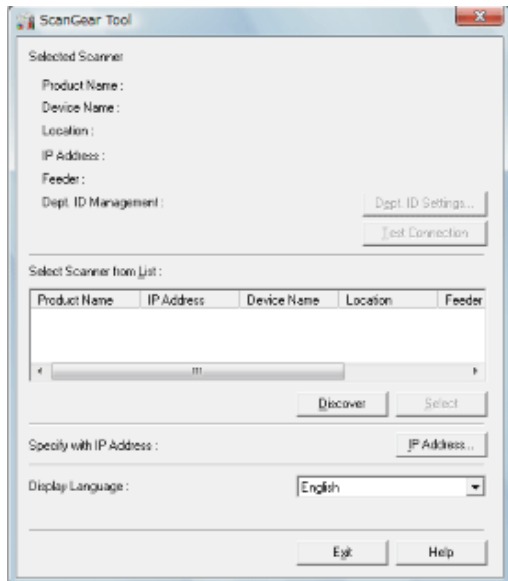 ScanGear Tool
Selected Scanner
Product Name :
Device Name :
Location :
IP Address :
Feeder :
Dept. ID Management :
Dept. ID Settings...
Test Connection
Select Scanner from List :
Product Name IP Address Device Name Location Feeder
Discover Select
Specify with IP Address : IP Address...
Display Language : English
Exit Help